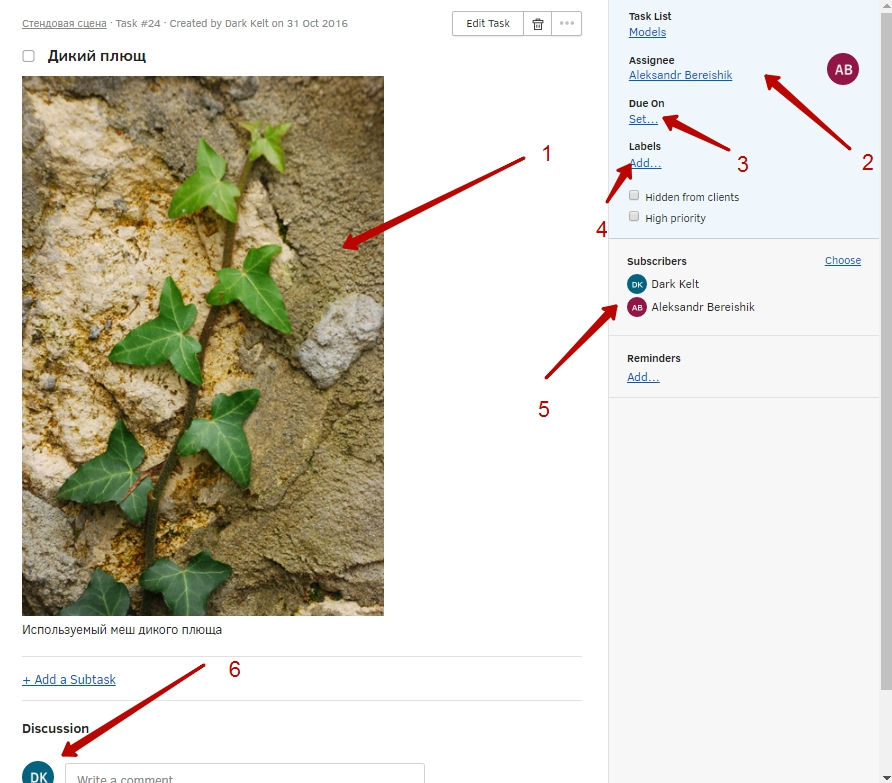 Стендовая сцена · Task #24 · Created by Dark Kelt on 31 Oct 2016
Edit Task
Дикий плющ
1
Используемый меш дикого плюща
6
+ Add a Subtask
Discussion
DK
Write a comment
Task List
Models
Assignee
Aleksandr Bereishik
AB
Due On
Set...
3
2
Labels
Add...
4
Hidden from clients
High priority
Subscribers
Choose
DK Dark Kelt
AB Aleksandr Bereishik
5
Reminders
Add...